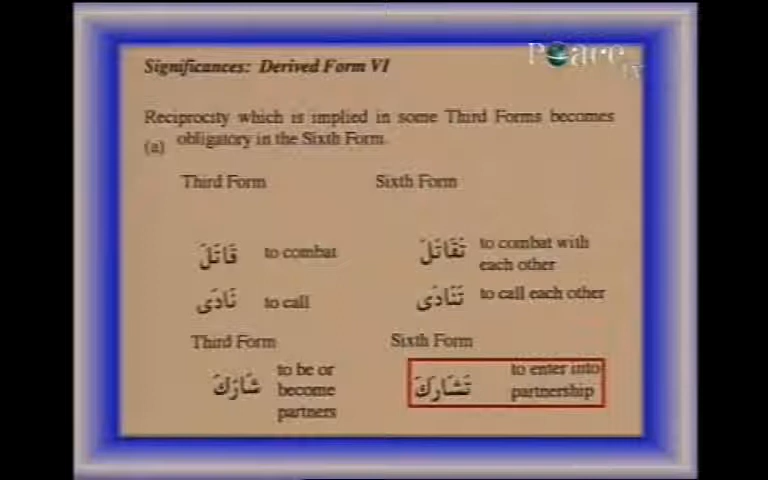 Peace TV
Significances: Derived Form VI
Reciprocity which is implied in some Third Forms becomes
(a) obligatory in the Sixth Form.
Third Form Sixth Form
قَاتَلَ to combat تَقَاتَلَ to combat with
each other
نَادَى to call تَنَادَى to call each other
Third Form Sixth Form
شَارَكَ to be or
become
partners
تَشَارَكَ to enter into
partnership